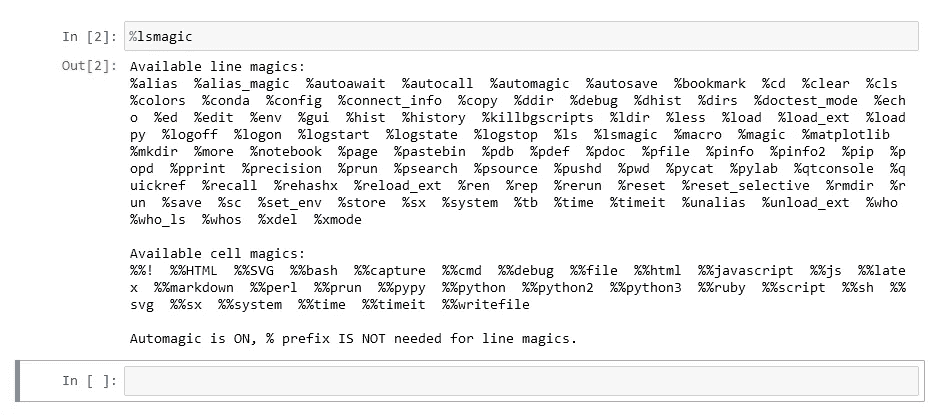 In [2]: %lsmagic
Out[2]: Available line magics:
%alias  %alias_magic  %autoawait  %autocall  %automagic  %autosave  %bookmark  %cd  %clear  %cls
%colors  %conda  %config  %connect_info  %copy  %ddir  %debug  %dhist  %dirs  %doctest_mode  %ech
o  %ed  %edit  %env  %gui  %hist  %history  %killbgscripts  %ldir  %less  %load  %load_ext  %load
py  %logoff  %logon  %logstart  %logstate  %logstop  %ls  %lsmagic  %macro  %magic  %matplotlib
%mkdir  %more  %notebook  %page  %pastebin  %pdb  %pdef  %pdoc  %pfile  %pinfo  %pinfo2  %pip  %p
opd  %pprint  %precision  %prun  %psearch  %psource  %pushd  %pwd  %pycat  %pylab  %qtconsole  %q
uickref  %recall  %rehashx  %reload_ext  %ren  %rep  %rerun  %reset  %reset_selective  %rmdir  %r
un  %save  %sc  %set_env  %store  %sx  %system  %tb  %time  %timeit  %unalias  %unload_ext  %who
%who_ls  %whos  %xdel  %xmode
Available cell magics:
%%!  %%HTML  %%SVG  %%bash  %%capture  %%cmd  %%debug  %%file  %%html  %%javascript  %%js  %%late
x  %%markdown  %%perl  %%prun  %%pypy  %%python  %%python2  %%python3  %%ruby  %%script  %%sh  %%
svg  %%sx  %%system  %%time  %%timeit  %%writefile
Automagic is ON, % prefix IS NOT needed for line magics.
In [ ]: